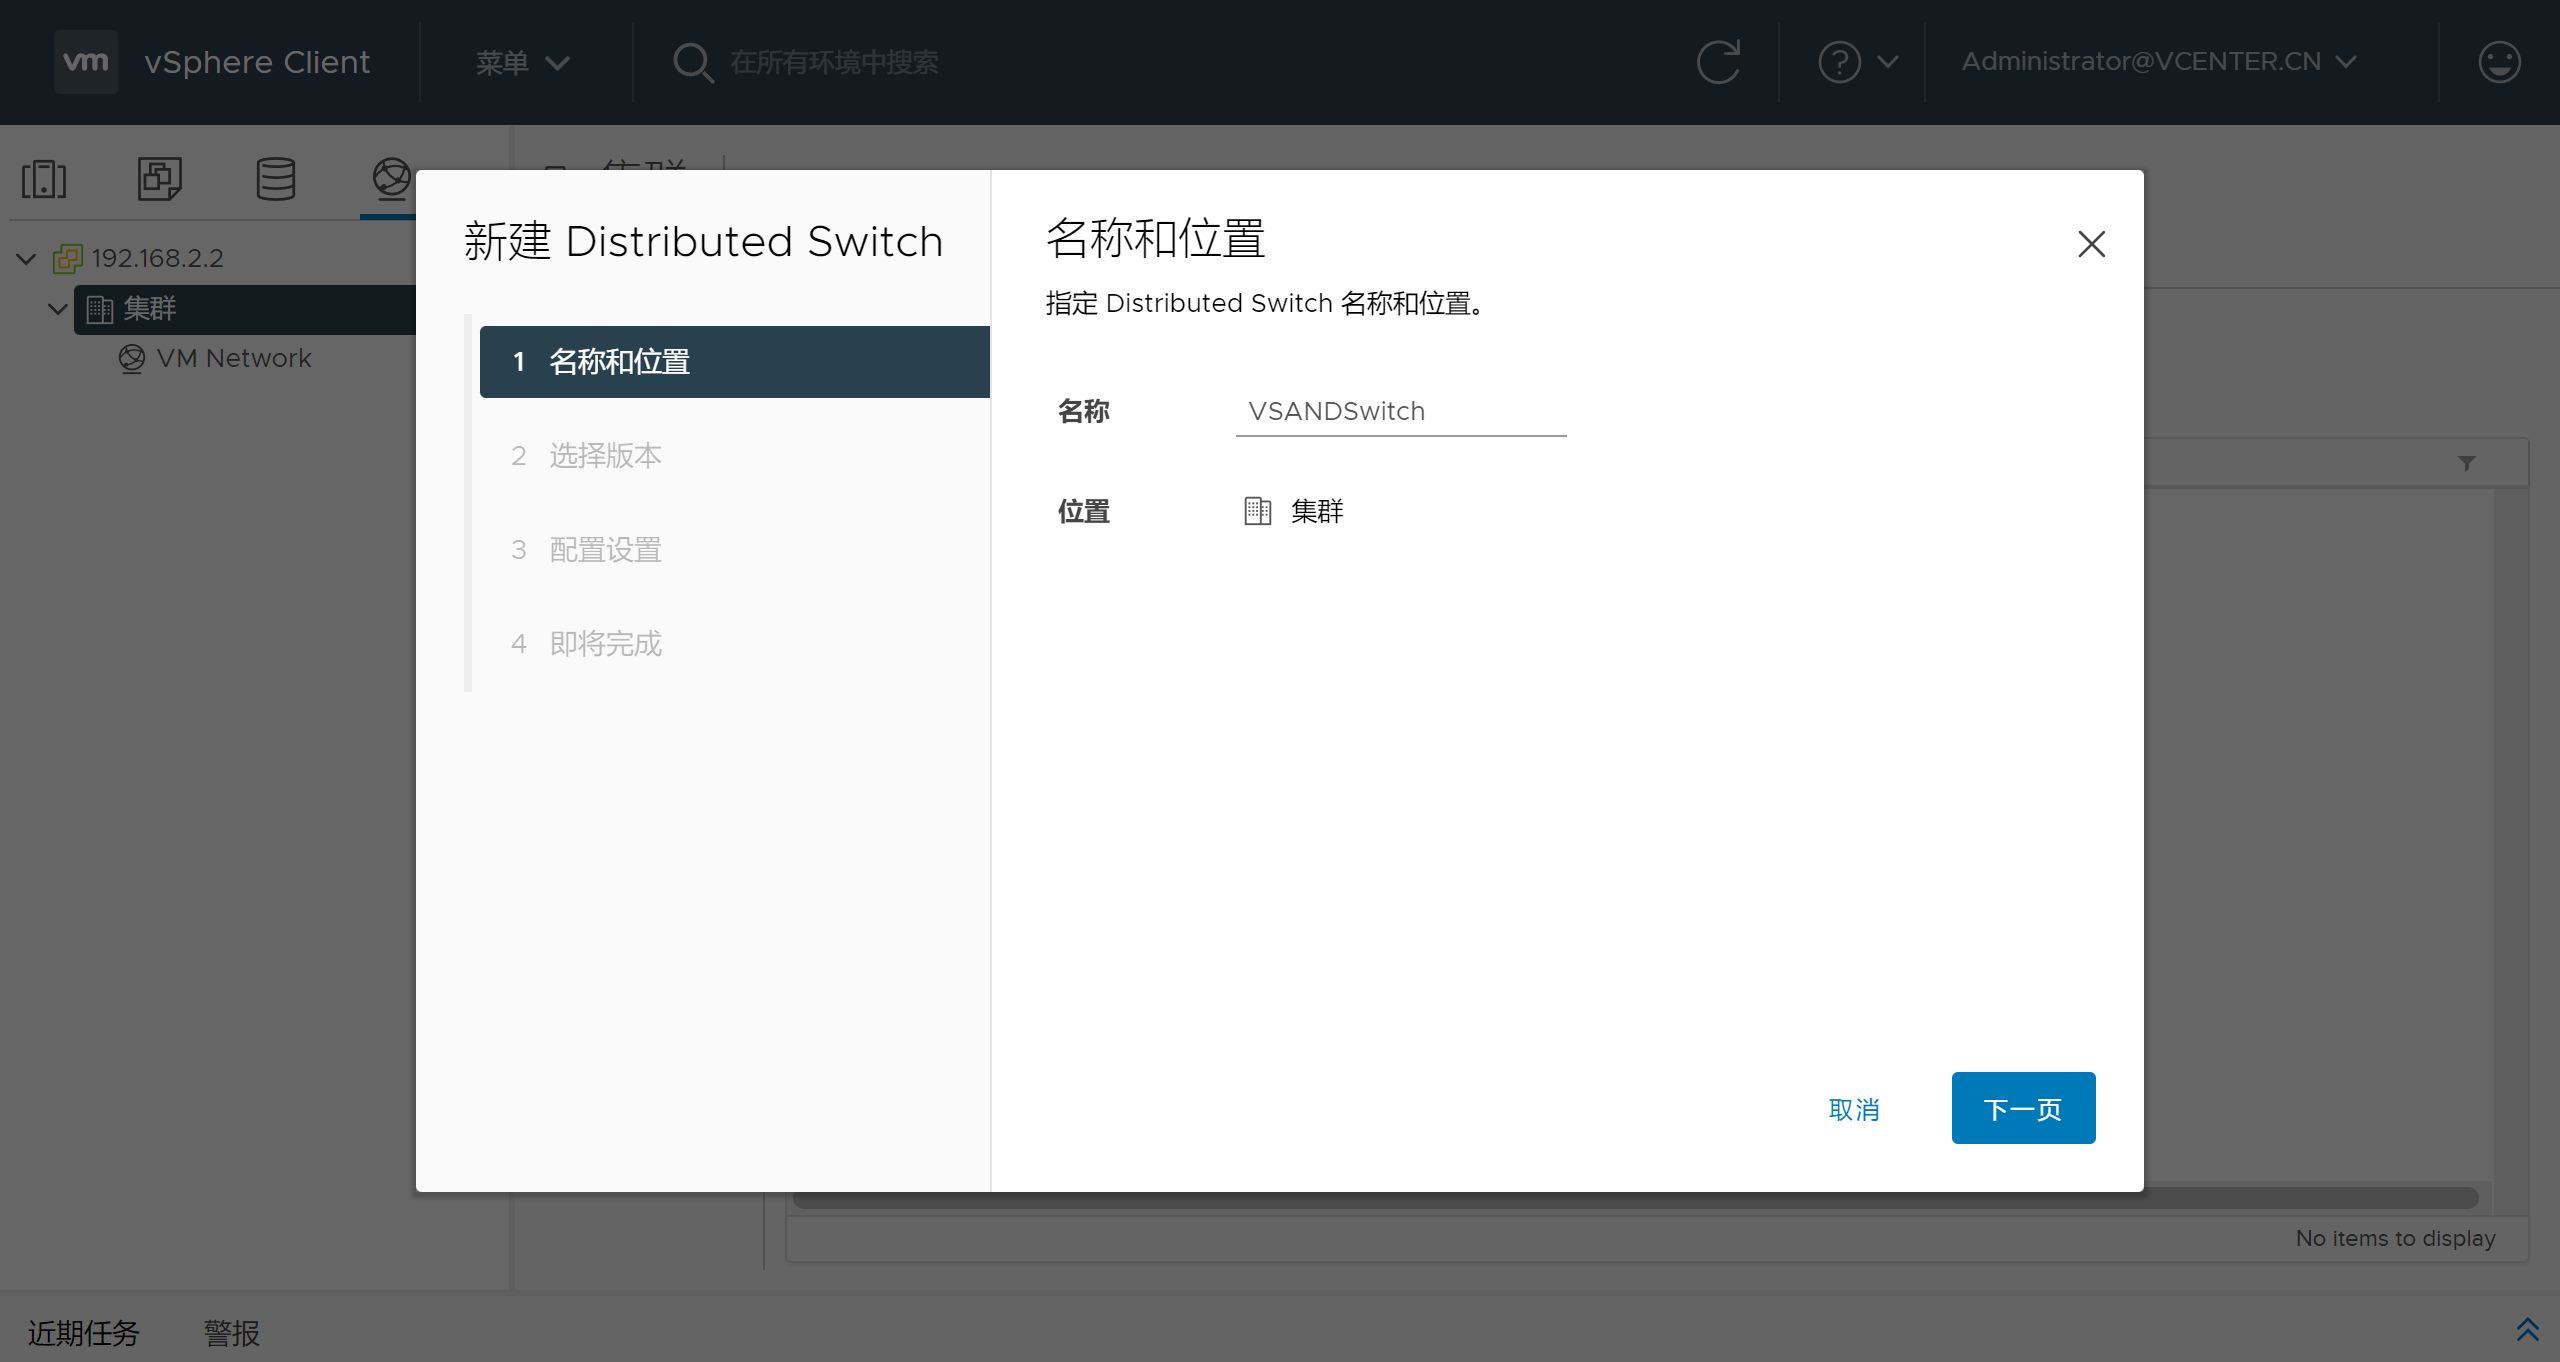 vm vSphere Client 菜单 在所有环境中搜索 Administrator@VCENTER.CN
192.168.2.2
集群
VM Network
新建 Distributed Switch
1 名称和位置
2 选择版本
3 配置设置
4 即将完成
名称和位置
指定 Distributed Switch 名称和位置。
名称 VSANDSwitch
位置 集群
取消 下一页
No items to display
近期任务 警报